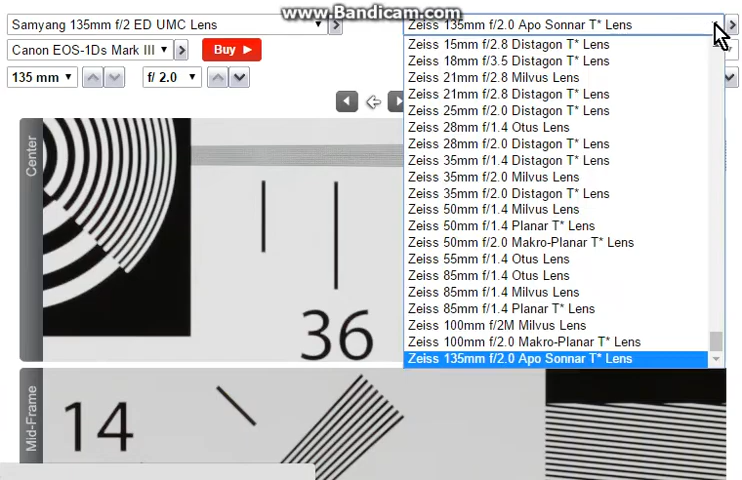 www.Bandicam.com
Samyang 135mm f/2 ED UMC Lens
Canon EOS-1Ds Mark III
Buy
135 mm
f/ 2.0
Zeiss 135mm f/2.0 Apo Sonnar T* Lens
Zeiss 15mm f/2.8 Distagon T* Lens
Zeiss 18mm f/3.5 Distagon T* Lens
Zeiss 21mm f/2.8 Milvus Lens
Zeiss 21mm f/2.8 Distagon T* Lens
Zeiss 25mm f/2.0 Distagon T* Lens
Zeiss 28mm f/1.4 Otus Lens
Zeiss 28mm f/2.0 Distagon T* Lens
Zeiss 35mm f/1.4 Distagon T* Lens
Zeiss 35mm f/2.0 Milvus Lens
Zeiss 35mm f/2.0 Distagon T* Lens
Zeiss 50mm f/1.4 Milvus Lens
Zeiss 50mm f/1.4 Planar T* Lens
Zeiss 50mm f/2.0 Makro-Planar T* Lens
Zeiss 55mm f/1.4 Otus Lens
Zeiss 85mm f/1.4 Otus Lens
Zeiss 85mm f/1.4 Milvus Lens
Zeiss 85mm f/1.4 Planar T* Lens
Zeiss 100mm f/2M Milvus Lens
Zeiss 100mm f/2.0 Makro-Planar T* Lens
Zeiss 135mm f/2.0 Apo Sonnar T* Lens
Center
36
Mid-Frame
14